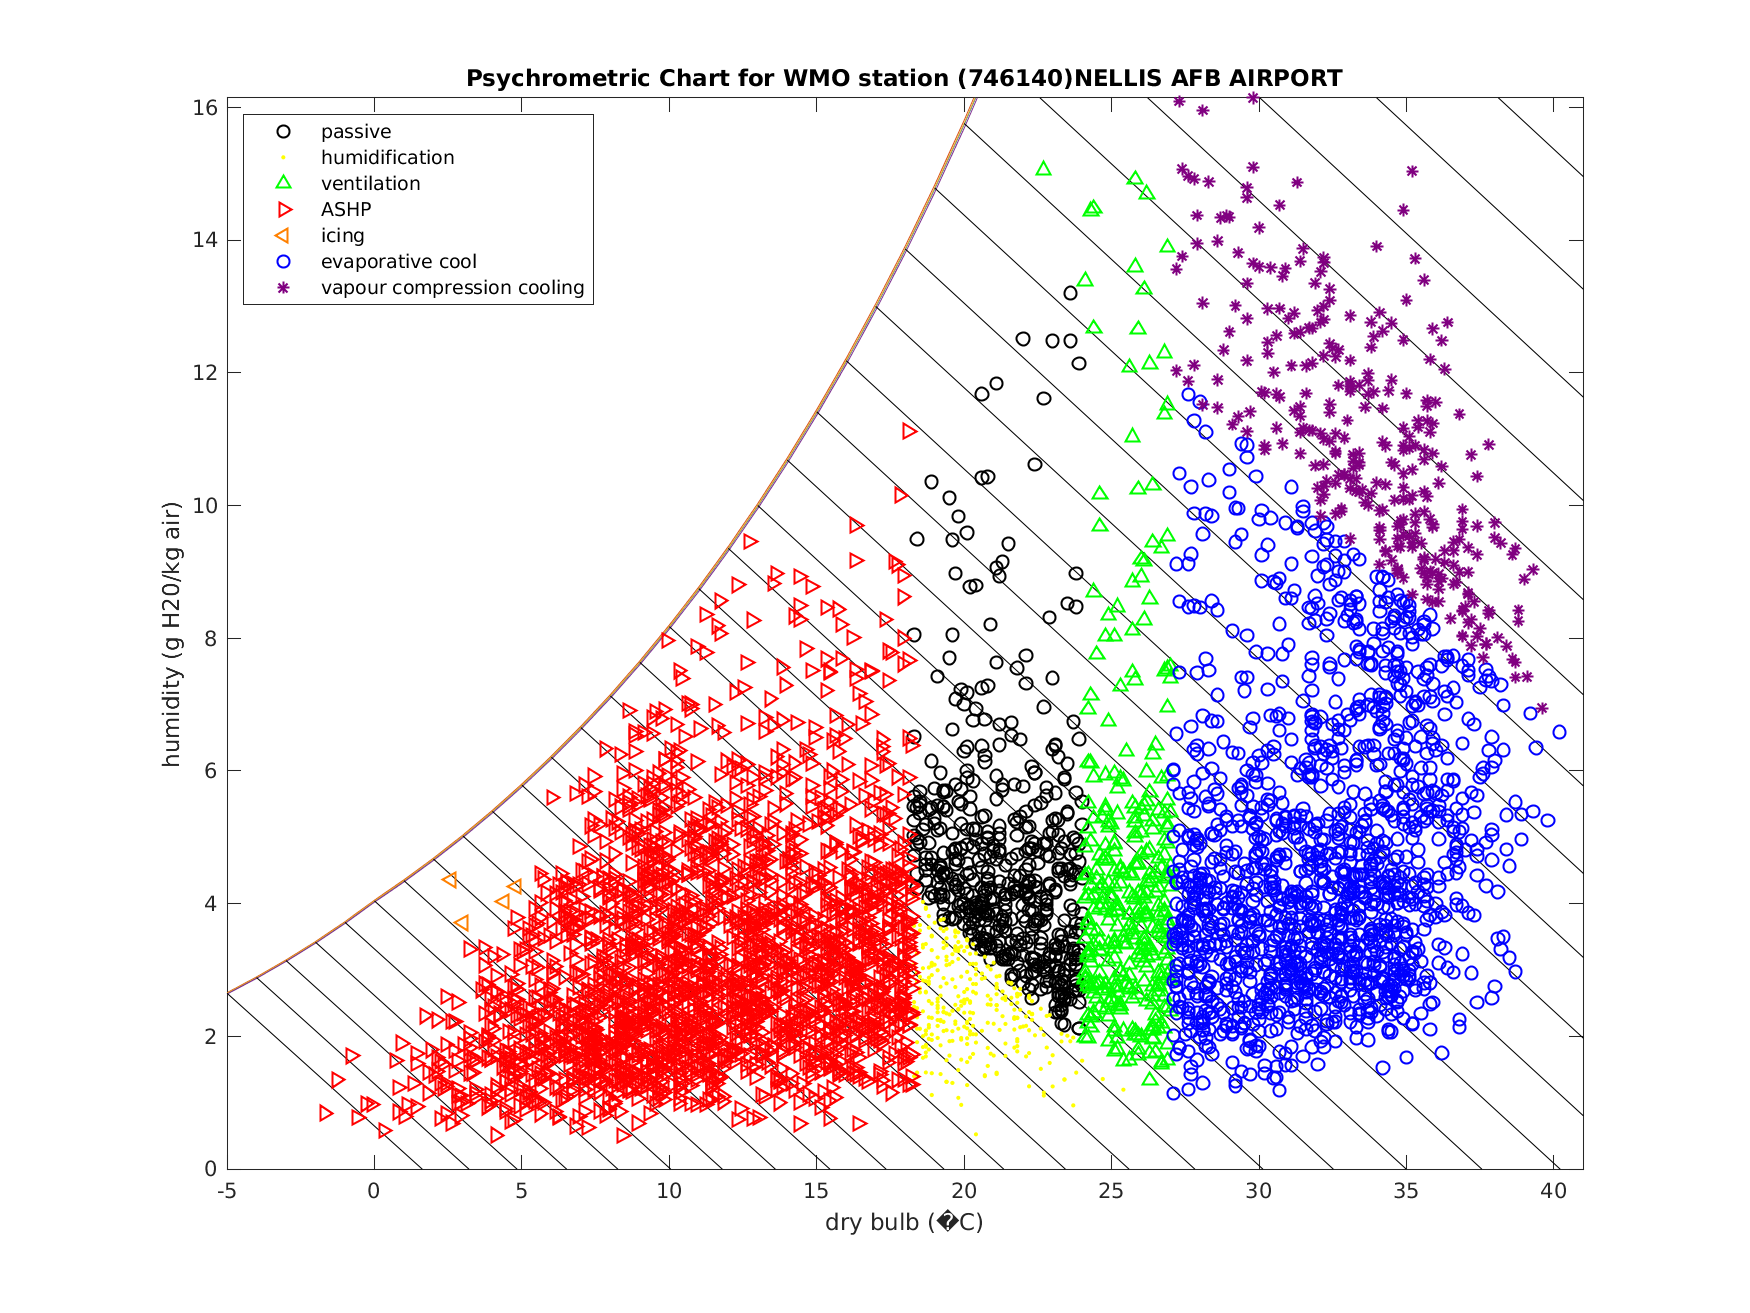 Psychrometric Chart for WMO station (746140)NELLIS AFB AIRPORT
16
14
12
10
8
6
4
2
0
humidity (g H20/kg air)
passive
humidification
ventilation
ASHP
icing
evaporative cool
vapour compression cooling
-5 0 5 10 15 20 25 30 35 40
dry bulb (�C)